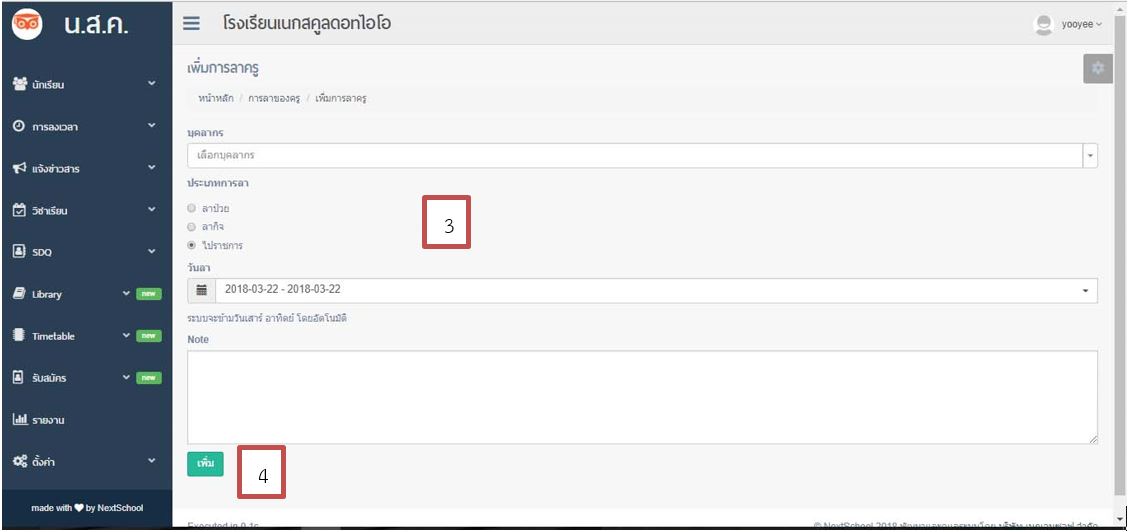 น.ส.ค.
โรงเรียนเนกสคูลดอทไอโอ
yooyee
นักเรียน
การลงเวลา
แจ้งข่าวสาร
วิชาเรียน
SDQ
Library new
Timetable new
รับสมัคร new
รายงาน
ตั้งค่า
made with by NextSchool
เพิ่มการลาครู
หน้าหลัก / การลาของครู / เพิ่มการลาครู
บุคลากร
เลือกบุคลากร
ประเภทการลา
ลาป่วย
ลากิจ
ไปราชการ
3
วันลา
2018-03-22 - 2018-03-22
ระบบจะข้ามวันเสาร์ อาทิตย์ โดยอัตโนมัติ
Note
เพิ่ม
4
Executed in 0.1s
© NextSchool 2018